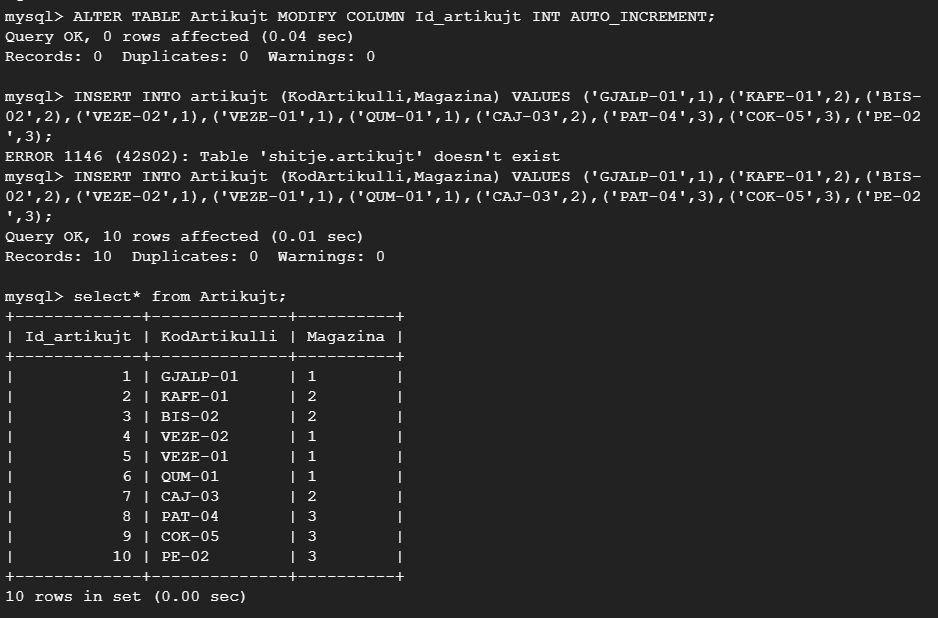 mysql> ALTER TABLE Artikujt MODIFY COLUMN Id_artikujt INT AUTO_INCREMENT;
Query OK, 0 rows affected (0.04 sec)
Records: 0  Duplicates: 0  Warnings: 0
mysql> INSERT INTO artikujt (KodArtikulli,Magazina) VALUES ('GJALP-01',1),('KAFE-01',2),('BIS-
02',2),('VEZE-02',1),('VEZE-01',1),('QUM-01',1),('CAJ-03',2),('PAT-04',3),('COK-05',3),('PE-02
',3);
ERROR 1146 (42S02): Table 'shitje.artikujt' doesn't exist
mysql> INSERT INTO Artikujt (KodArtikulli,Magazina) VALUES ('GJALP-01',1),('KAFE-01',2),('BIS-
02',2),('VEZE-02',1),('VEZE-01',1),('QUM-01',1),('CAJ-03',2),('PAT-04',3),('COK-05',3),('PE-02
',3);
Query OK, 10 rows affected (0.01 sec)
Records: 10  Duplicates: 0  Warnings: 0
mysql> select* from Artikujt;
+-------------+--------------+----------+
| Id_artikujt | KodArtikulli | Magazina |
+-------------+--------------+----------+
|           1 | GJALP-01     | 1        |
|           2 | KAFE-01      | 2        |
|           3 | BIS-02       | 2        |
|           4 | VEZE-02      | 1        |
|           5 | VEZE-01      | 1        |
|           6 | QUM-01       | 1        |
|           7 | CAJ-03       | 2        |
|           8 | PAT-04       | 3        |
|           9 | COK-05       | 3        |
|          10 | PE-02        | 3        |
+-------------+--------------+----------+
10 rows in set (0.00 sec)